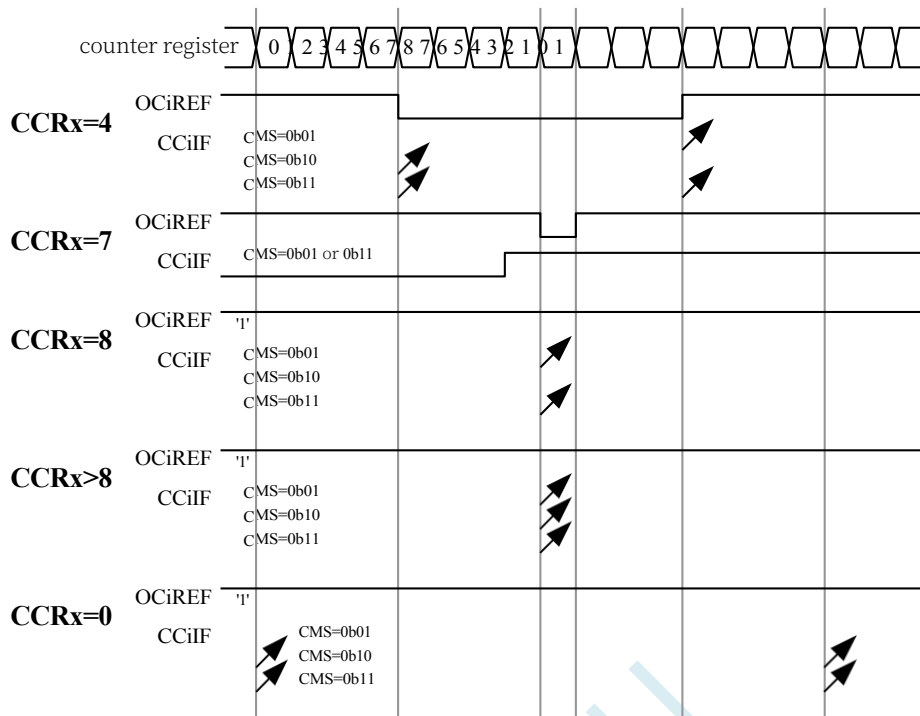 counter register 0 1 2 3 4 5 6 7 8 7 6 5 4 3 2 1 0 1
OCiREF
CCRx=4
CCiIF
CMS=0b01
CMS=0b10
CMS=0b11
OCiREF
CCRx=7
CCiIF
CMS=0b01 or 0b11
OCiREF '1'
CCRx=8
CCiIF
CMS=0b01
CMS=0b10
CMS=0b11
OCiREF '1'
CCRx>8
CCiIF
CMS=0b01
CMS=0b10
CMS=0b11
OCiREF '1'
CCRx=0
CCiIF
CMS=0b01
CMS=0b10
CMS=0b11